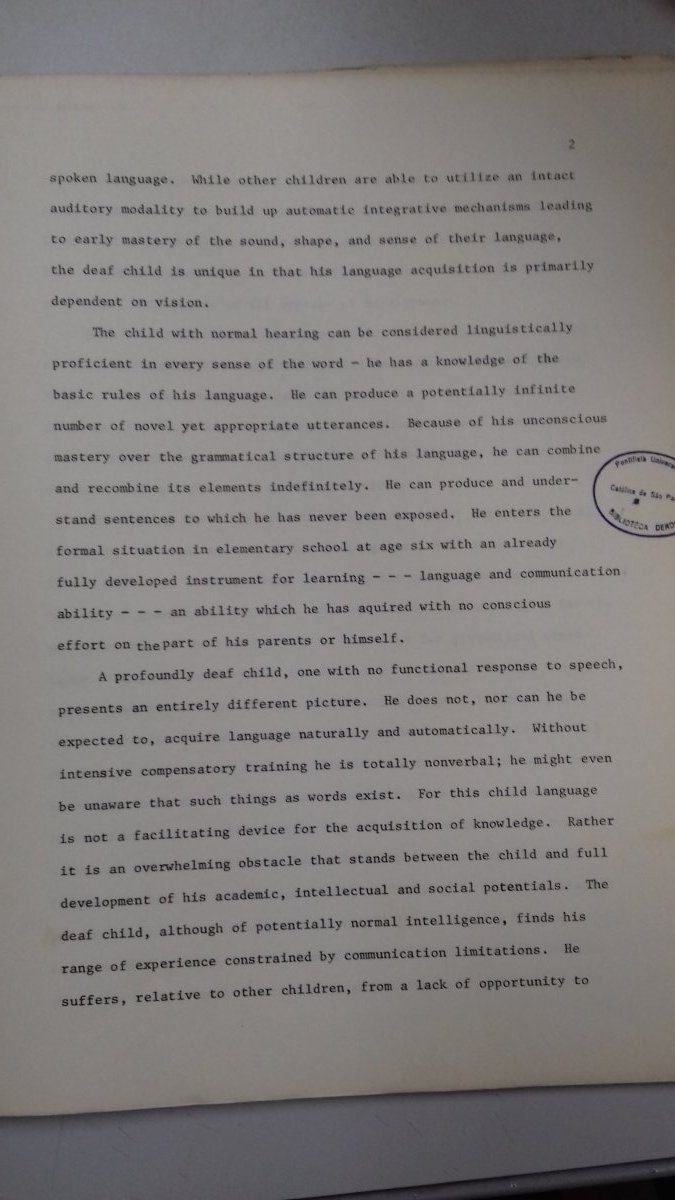 2
spoken language. While other children are able to utilize an intact
auditory modality to build up automatic integrative mechanisms leading
to early mastery of the sound, shape, and sense of their language,
the deaf child is unique in that his language acquisition is primarily
dependent on vision.
The child with normal hearing can be considered linguistically
proficient in every sense of the word - he has a knowledge of the
basic rules of his language. He can produce a potentially infinite
number of novel yet appropriate utterances. Because of his unconscious
mastery over the grammatical structure of his language, he can combine
and recombine its elements indefinitely. He can produce and under-
stand sentences to which he has never been exposed. He enters the
formal situation in elementary school at age six with an already
fully developed instrument for learning - - - language and communication
ability - - - an ability which he has aquired with no conscious
effort on the part of his parents or himself.
A profoundly deaf child, one with no functional response to speech,
presents an entirely different picture. He does not, nor can he be
expected to, acquire language naturally and automatically. Without
intensive compensatory training he is totally nonverbal; he might even
be unaware that such things as words exist. For this child language
is not a facilitating device for the acquisition of knowledge. Rather
it is an overwhelming obstacle that stands between the child and full
development of his academic, intellectual and social potentials. The
deaf child, although of potentially normal intelligence, finds his
range of experience constrained by communication limitations. He
suffers, relative to other children, from a lack of opportunity to
Pontifícia
Católica de São
BIBLIOTECA